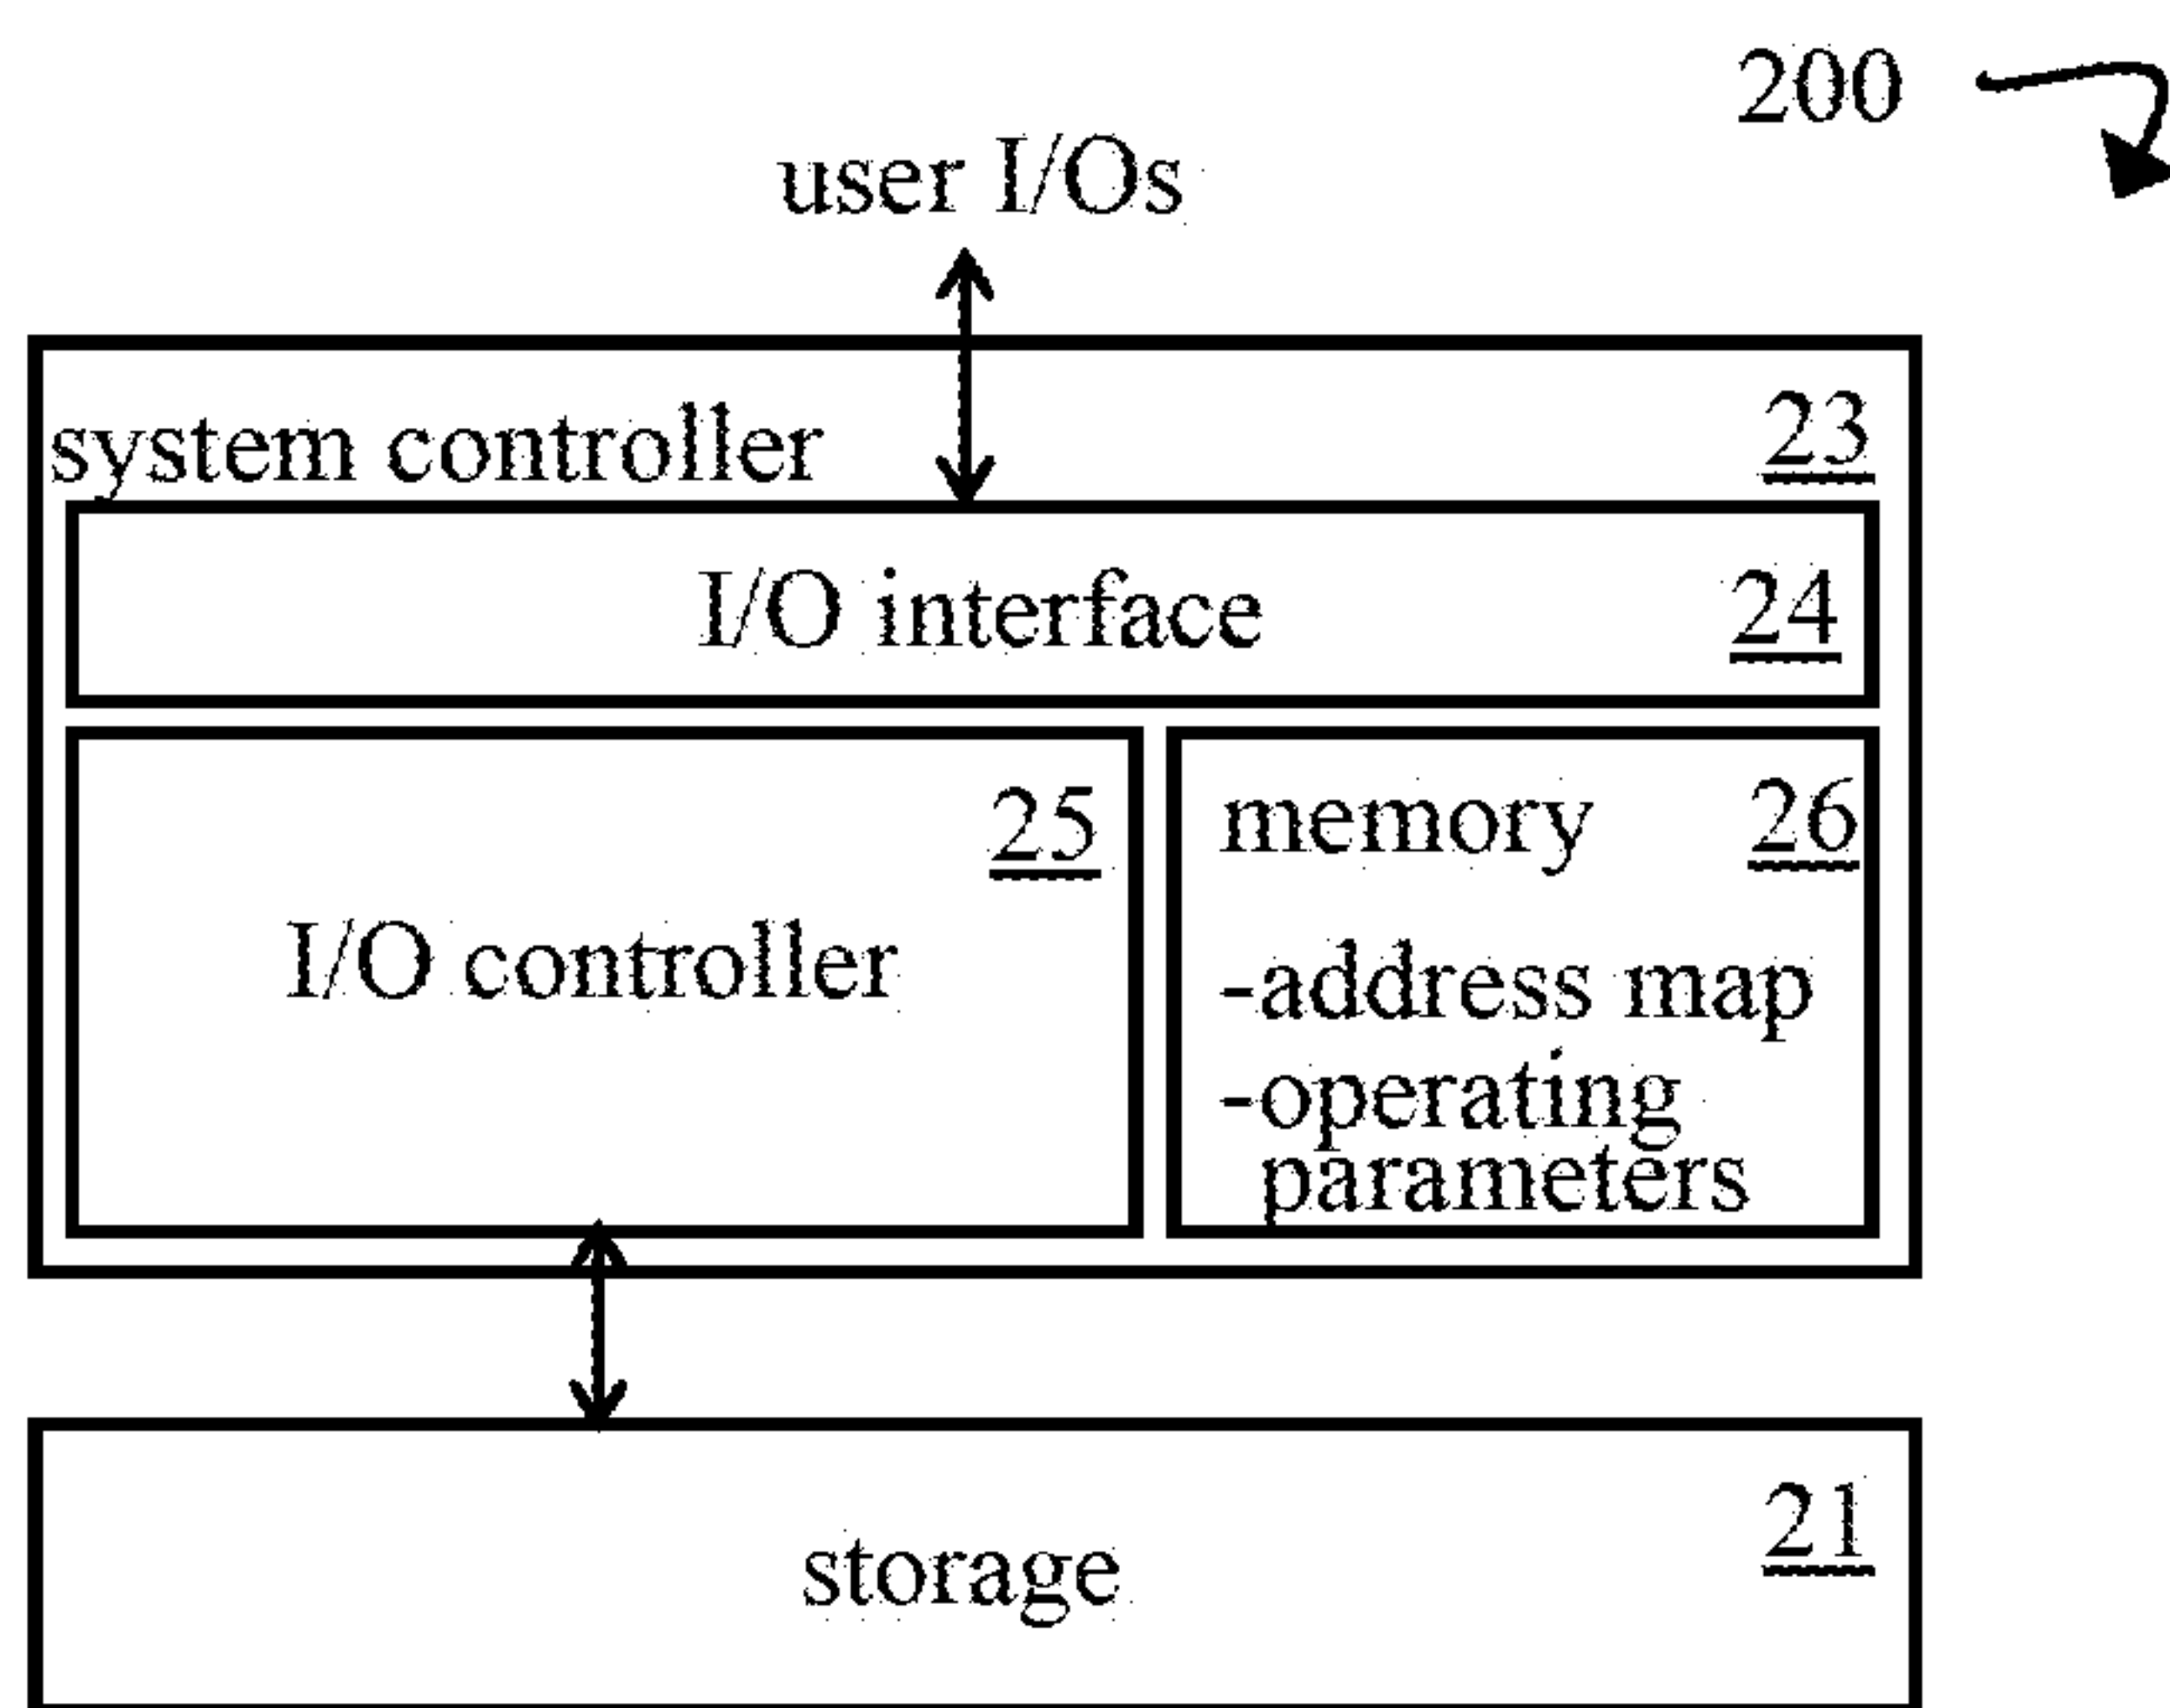 200
user I/Os
system controller 23
I/O interface 24
25
I/O controller
memory 26
-address map
-operating
parameters
21
storage